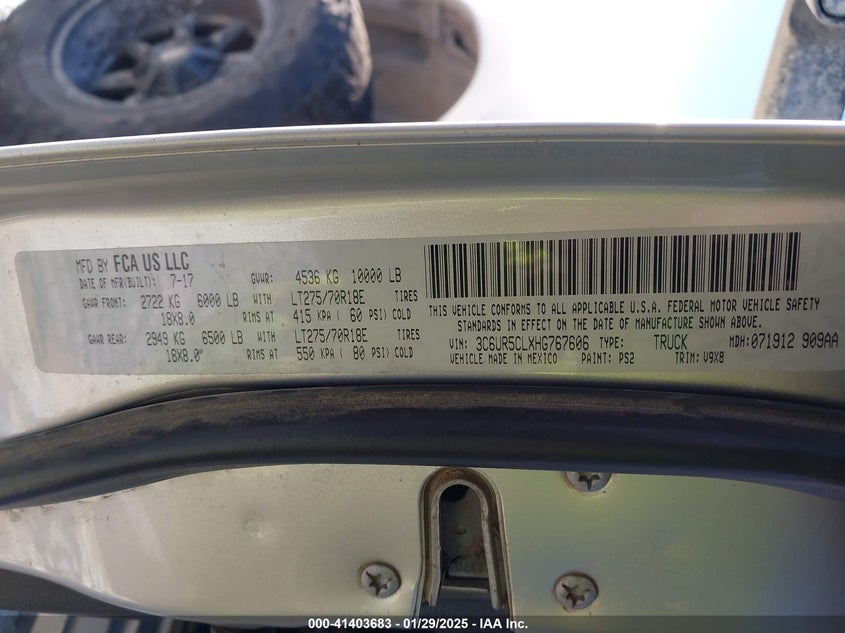 MFD BY FCA US LLC
DATE OF MFR(BUILT): 7-17 GVWR: 4536 KG 10000 LB
GAWR FRONT: 2722 KG 6000 LB WITH LT275/70R18E TIRES
18X8.0 RIMS AT 415 KPA ( 60 PSI) COLD
GAWR REAR: 2949 KG 6500 LB WITH LT275/70R18E TIRES
18X8.0" RIMS AT 550 KPA ( 80 PSI) COLD
THIS VEHICLE CONFORMS TO ALL APPLICABLE U.S.A. FEDERAL MOTOR VEHICLE SAFETY
STANDARDS IN EFFECT ON THE DATE OF MANUFACTURE SHOWN ABOVE.
VIN: 3C6UR5CLXHG767606 TYPE: TRUCK MDH: 071912 909AA
VEHICLE MADE IN MEXICO PAINT: PS2 TRIM: V9X8
000-41403683 - 01/29/2025 - IAA Inc.